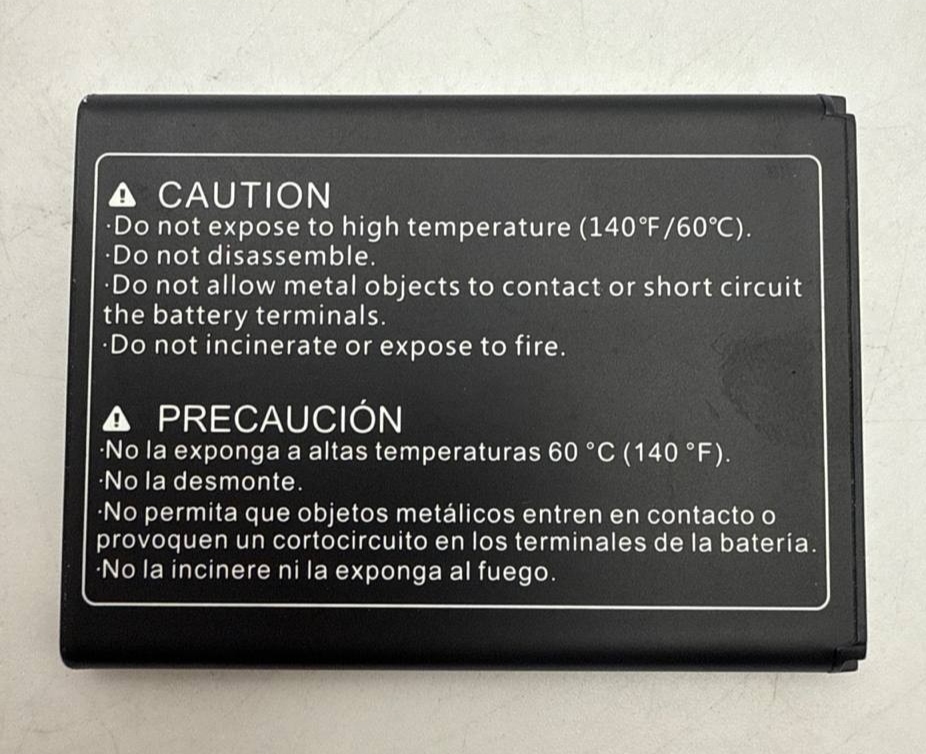 CAUTION
·Do not expose to high temperature (140°F/60℃).
·Do not disassemble.
·Do not allow metal objects to contact or short circuit
the battery terminals.
·Do not incinerate or expose to fire.
PRECAUCIÓN
·No la exponga a altas temperaturas 60 °C (140 °F).
·No la desmonte.
·No permita que objetos metálicos entren en contacto o
provoquen un cortocircuito en los terminales de la batería.
·No la incinere ni la exponga al fuego.